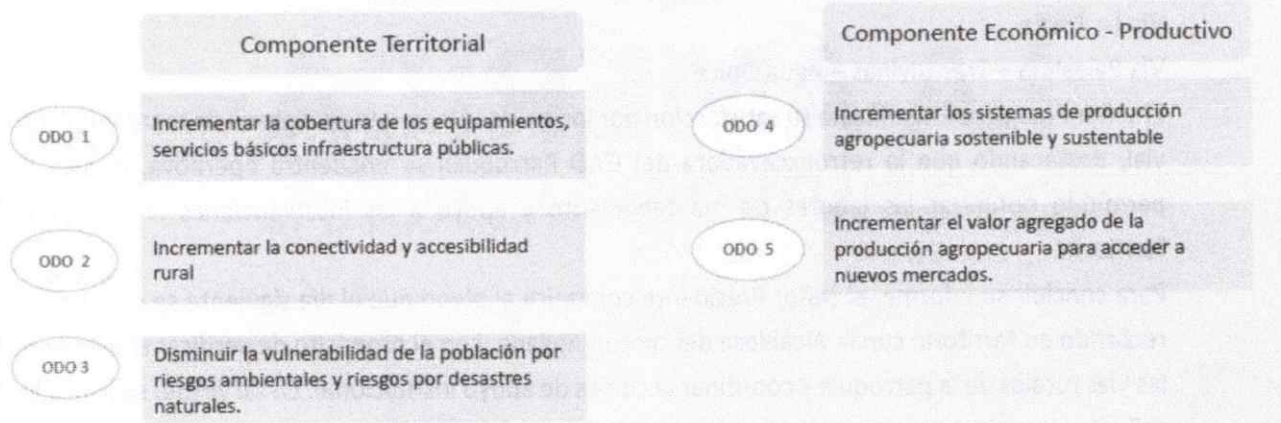 Componente Territorial
ODO 1
Incrementar la cobertura de los equipamientos,
servicios básicos infraestructura públicas.
ODO 2
Incrementar la conectividad y accesibilidad
rural
ODO 3
Disminuir la vulnerabilidad de la población por
riesgos ambientales y riesgos por desastres
naturales.
Componente Económico - Productivo
ODO 4
Incrementar los sistemas de producción
agropecuaria sostenible y sustentable
ODO 5
Incrementar el valor agregado de la
producción agropecuaria para acceder a
nuevos mercados.